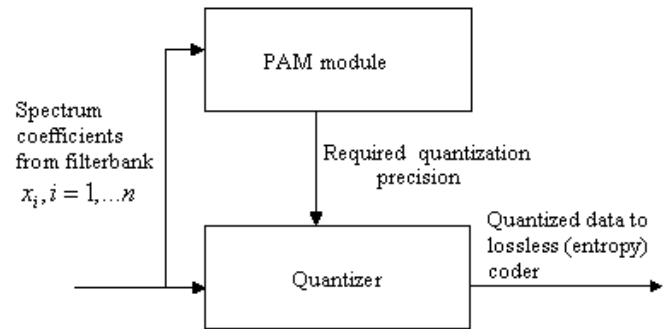 PAM module
Spectrum
coefficients
from filterbank
x_i, i = 1,...n
Required quantization
precision
Quantized data to
lossless (entropy)
coder
Quantizer